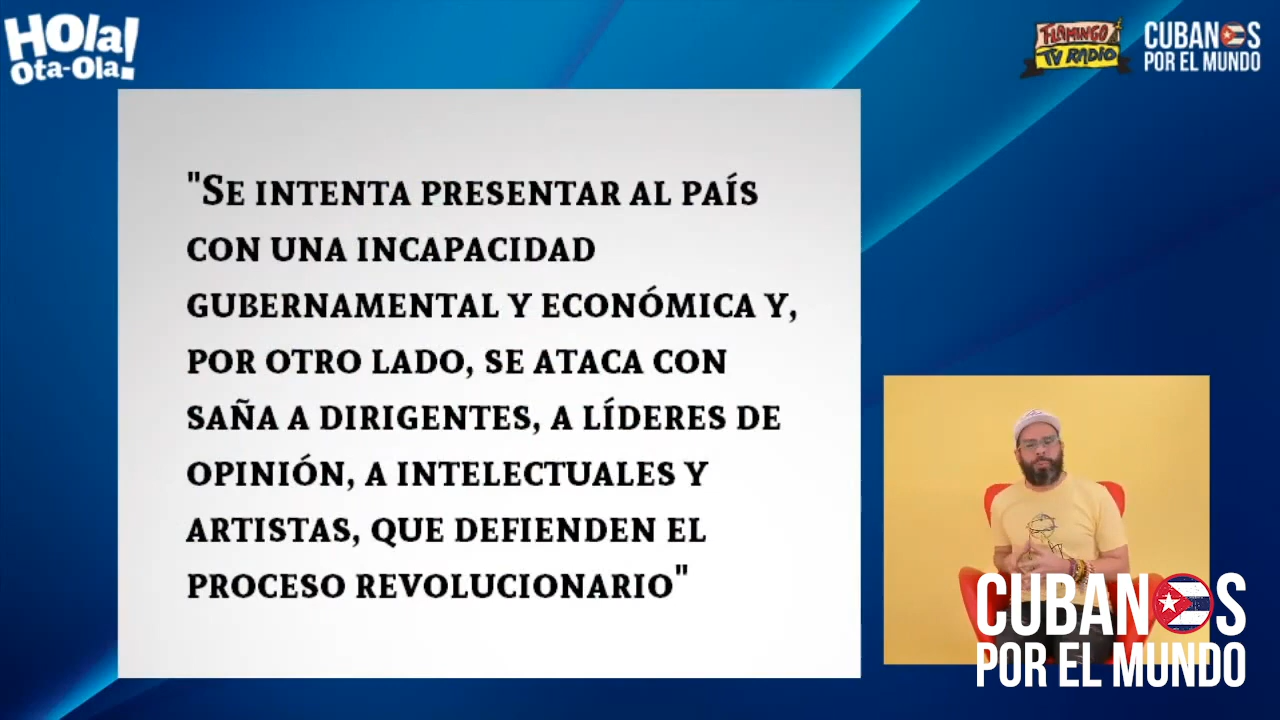 HOla!
Ota-Ola!
FLAMINGO
TV RADIO
CUBANOS
POR EL MUNDO
"SE INTENTA PRESENTAR AL PAÍS
CON UNA INCAPACIDAD
GUBERNAMENTAL Y ECONÓMICA Y,
POR OTRO LADO, SE ATACA CON
SAÑA A DIRIGENTES, A LÍDERES DE
OPINIÓN, A INTELECTUALES Y
ARTISTAS, QUE DEFIENDEN EL
PROCESO REVOLUCIONARIO"
CUBANOS
POR EL MUNDO